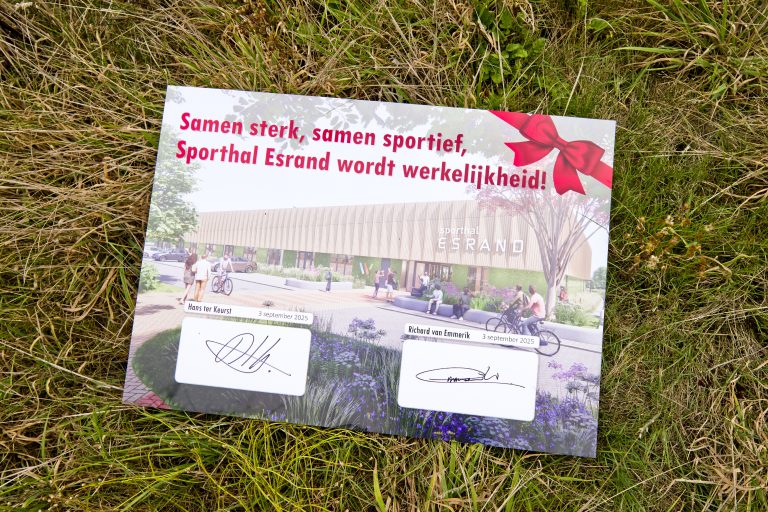 Samen sterk, samen sportief,
Sporthal Esrand wordt werkelijkheid!
sporthal
ESRAND
Hans ter Keurst 3 september 2025
Richard van Emmerik 3 september 2025